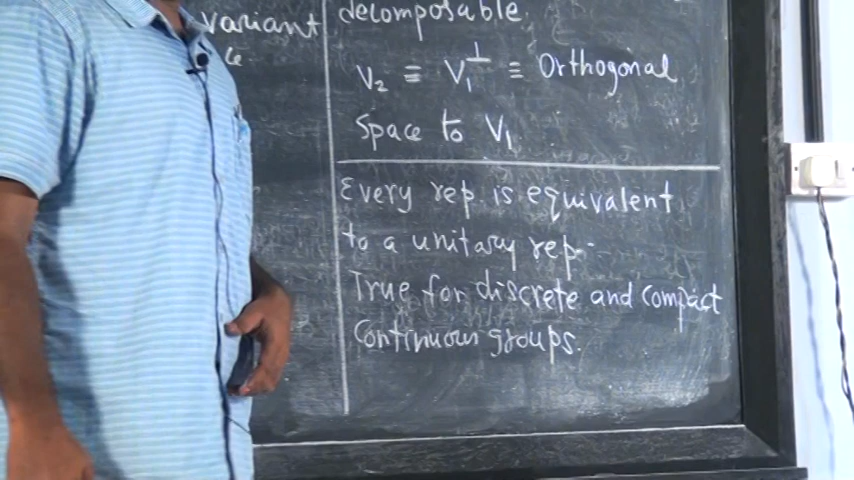 variant
le
decomposable
V₂ ≡ V₁^⊥ ≡ Orthogonal
Space to V₁
Every rep. is equivalent
to a unitary rep.
True for discrete and compact
Continuous groups.